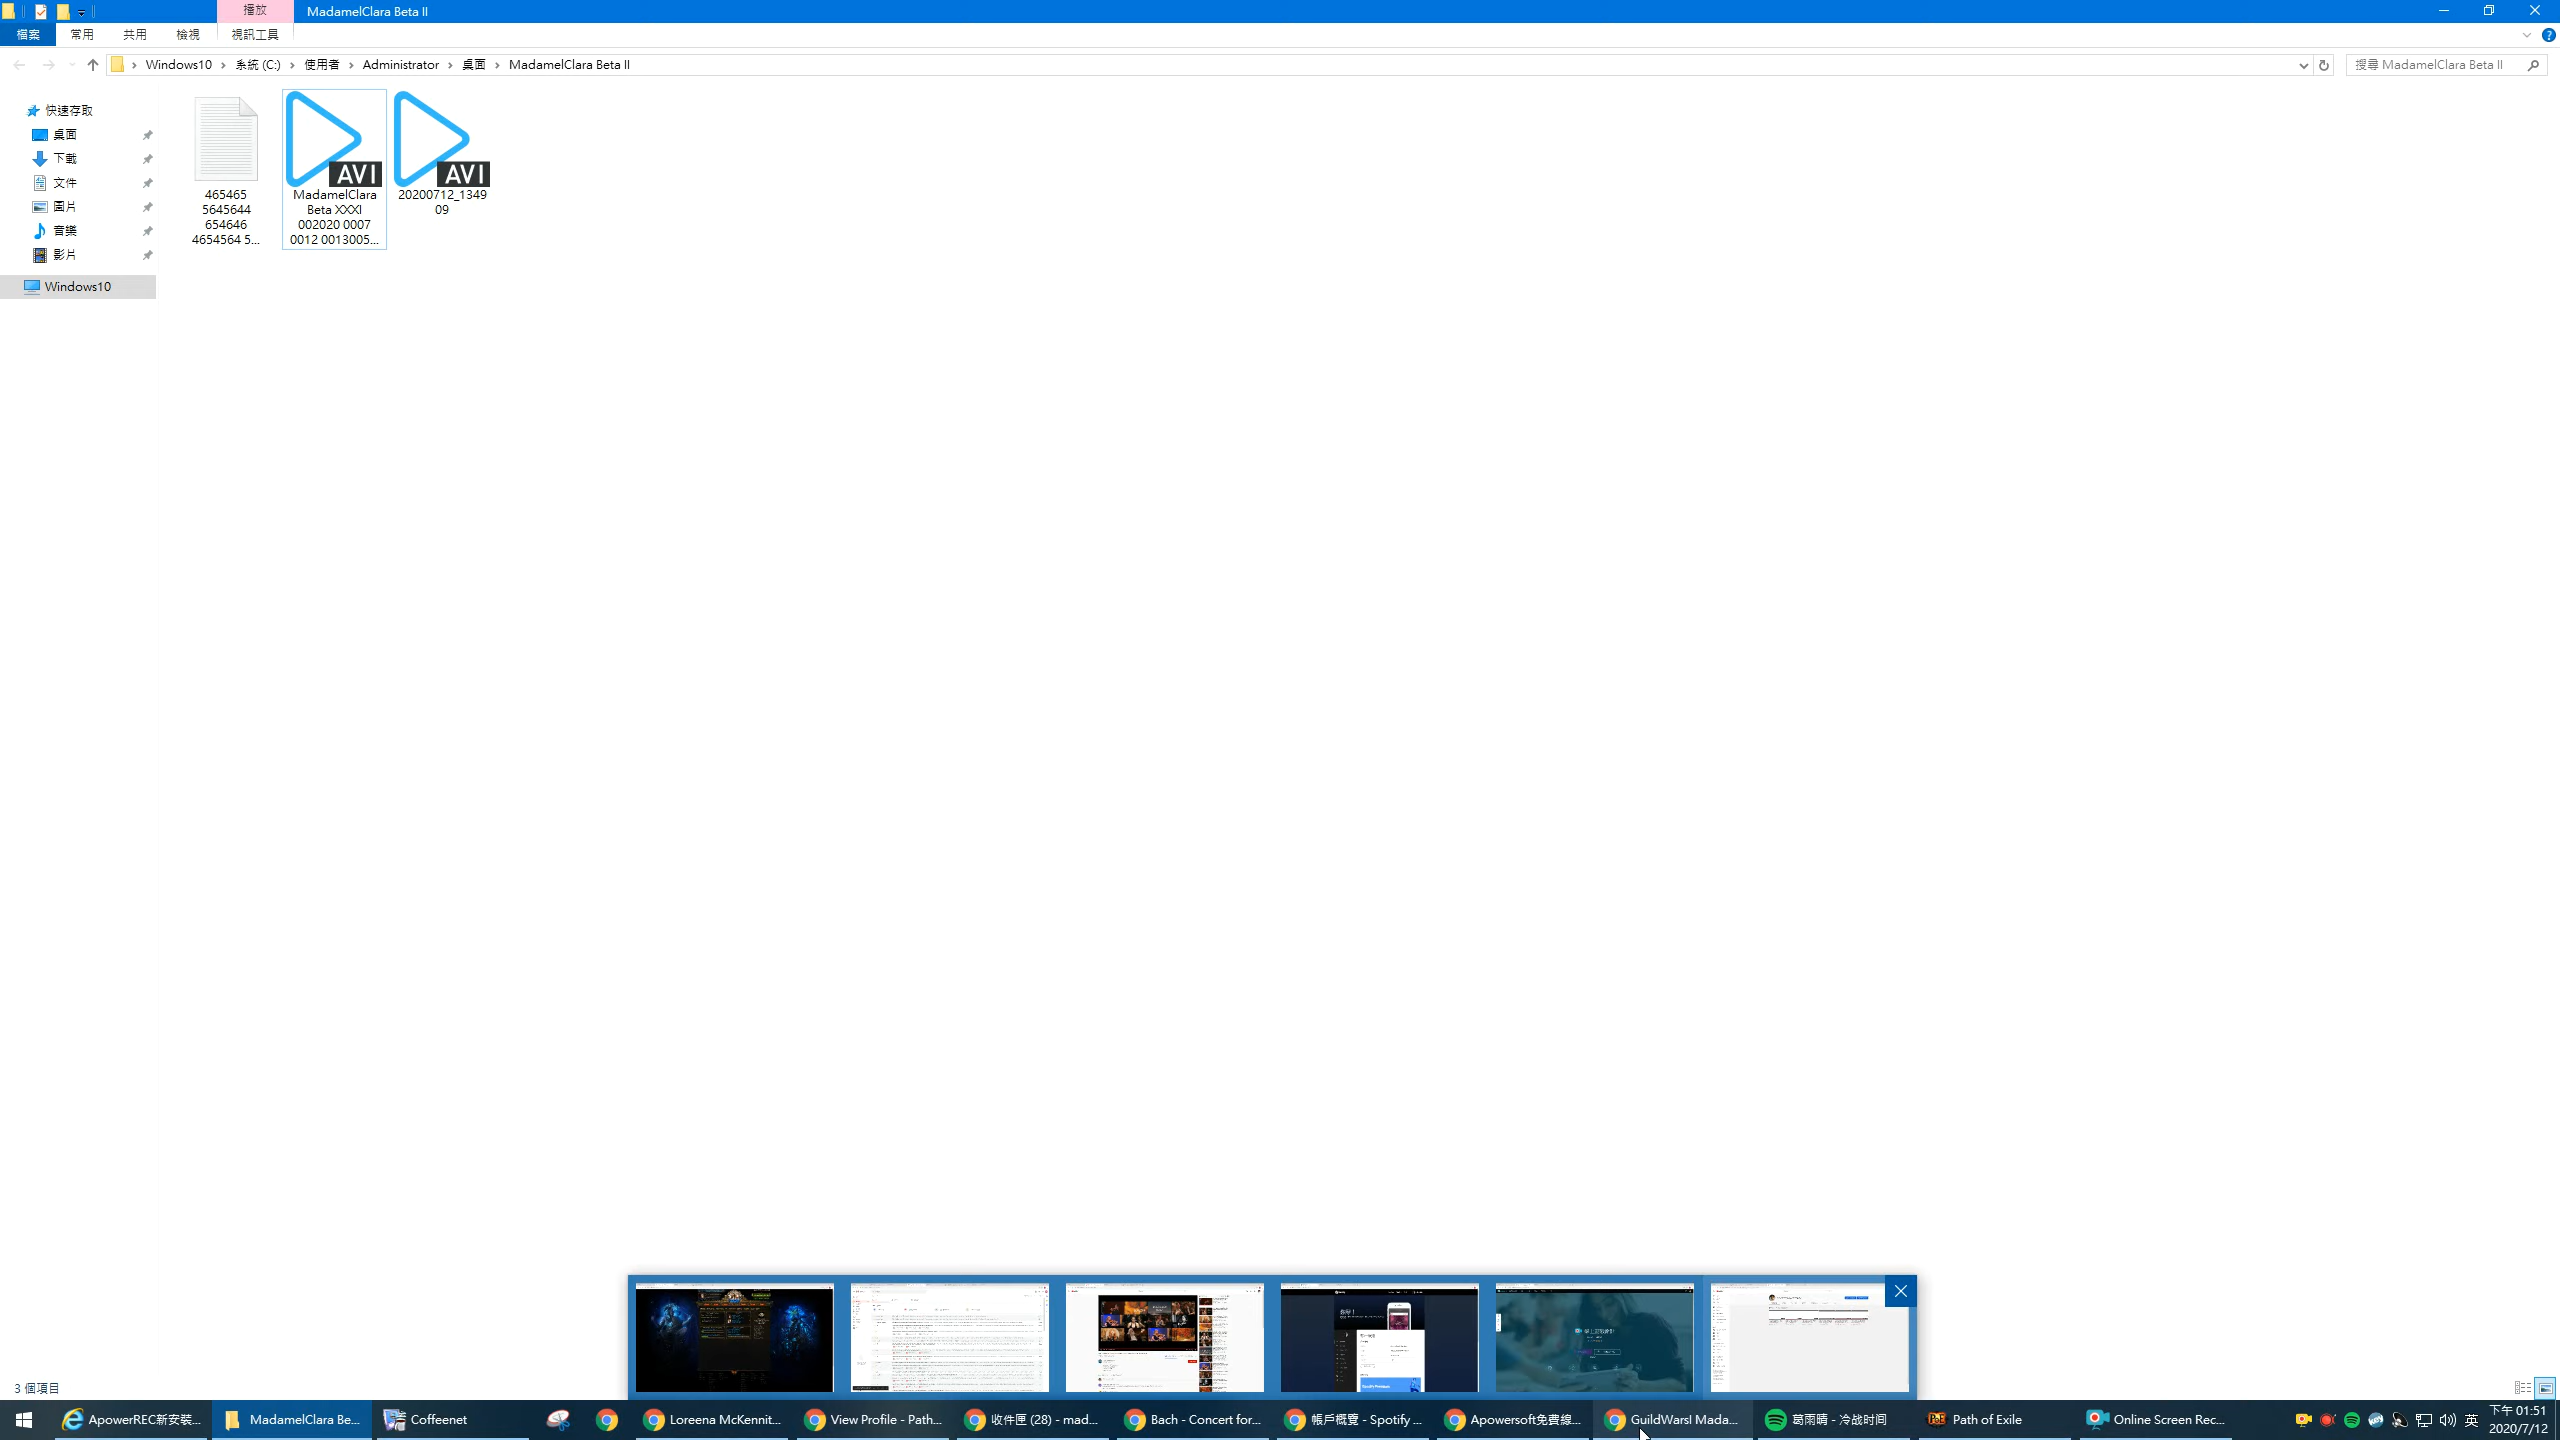 播放
MadamelClara Beta II
檔案
常用
共用
檢視
視訊工具
Windows10
系統 (C:)
使用者
Administrator
桌面
MadamelClara Beta II
搜尋 MadamelClara Beta II
快速存取
桌面
下載
文件
圖片
音樂
影片
Windows10
465465
5645644
654646
4654564 5...
AVI
MadamelClara
Beta XXXI
002020 0007
0012 0013005...
AVI
20200712_1349
09
3 個項目
ApowerREC新安裝...
MadamelClara Be...
Coffeenet
Loreena McKennit...
View Profile - Path...
收件匣 (28) - mad...
Bach - Concert for...
帳戶概覽 - Spotify ...
Apowersoft免費線...
GuildWarsI Mada...
葛雨晴 - 冷战时间
Path of Exile
Online Screen Rec...
英
下午 01:51
2020/7/12